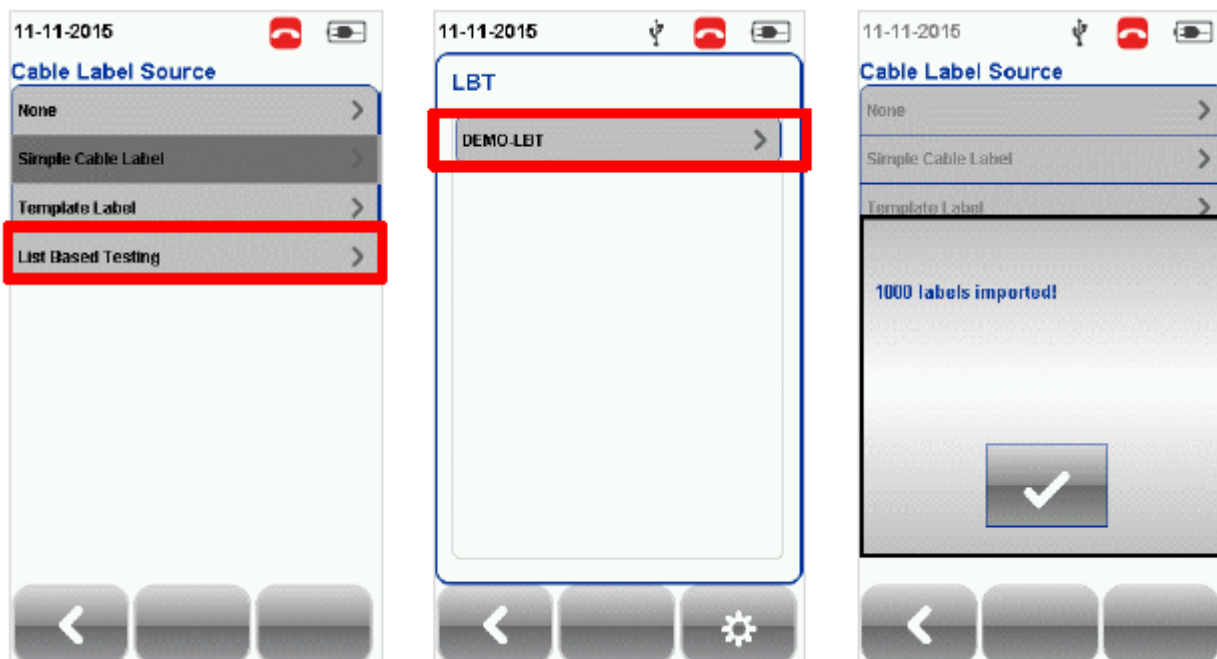 11-11-2015
Cable Label Source
None
Simple Cable Label
Template Label
List Based Testing
11-11-2015
LBT
DEMO-LBT
11-11-2015
Cable Label Source
None
Simple Cable Label
Template Label
1000 labels imported!